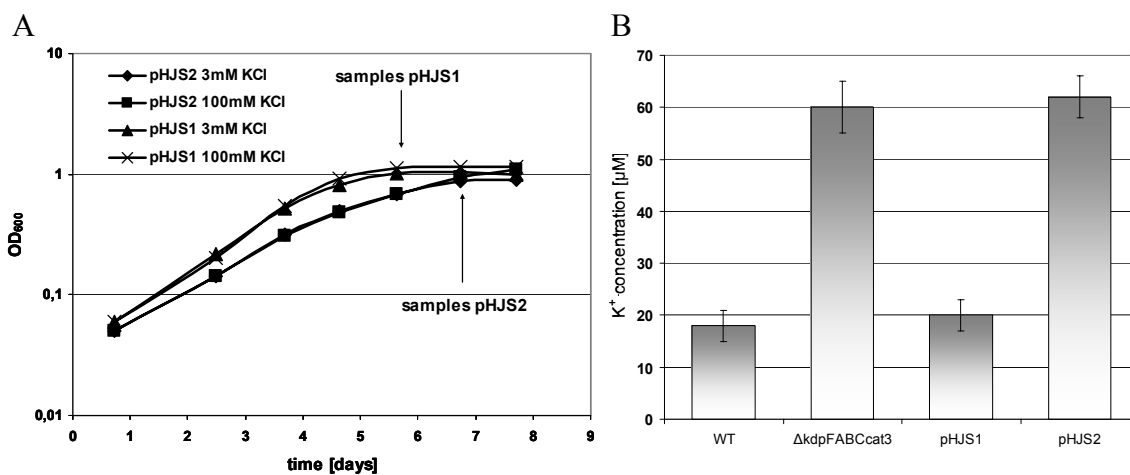 A
pHJS2 3mM KCl
pHJS2 100mM KCl
pHJS1 3mM KCl
pHJS1 100mM KCl
samples pHJS1
samples pHJS2
OD600
10
1
0,1
0,01
0 1 2 3 4 5 6 7 8 9
time [days]
B
K+ concentration [µM]
70
60
50
40
30
20
10
0
WT ΔkdpFABCcat3 pHJS1 pHJS2